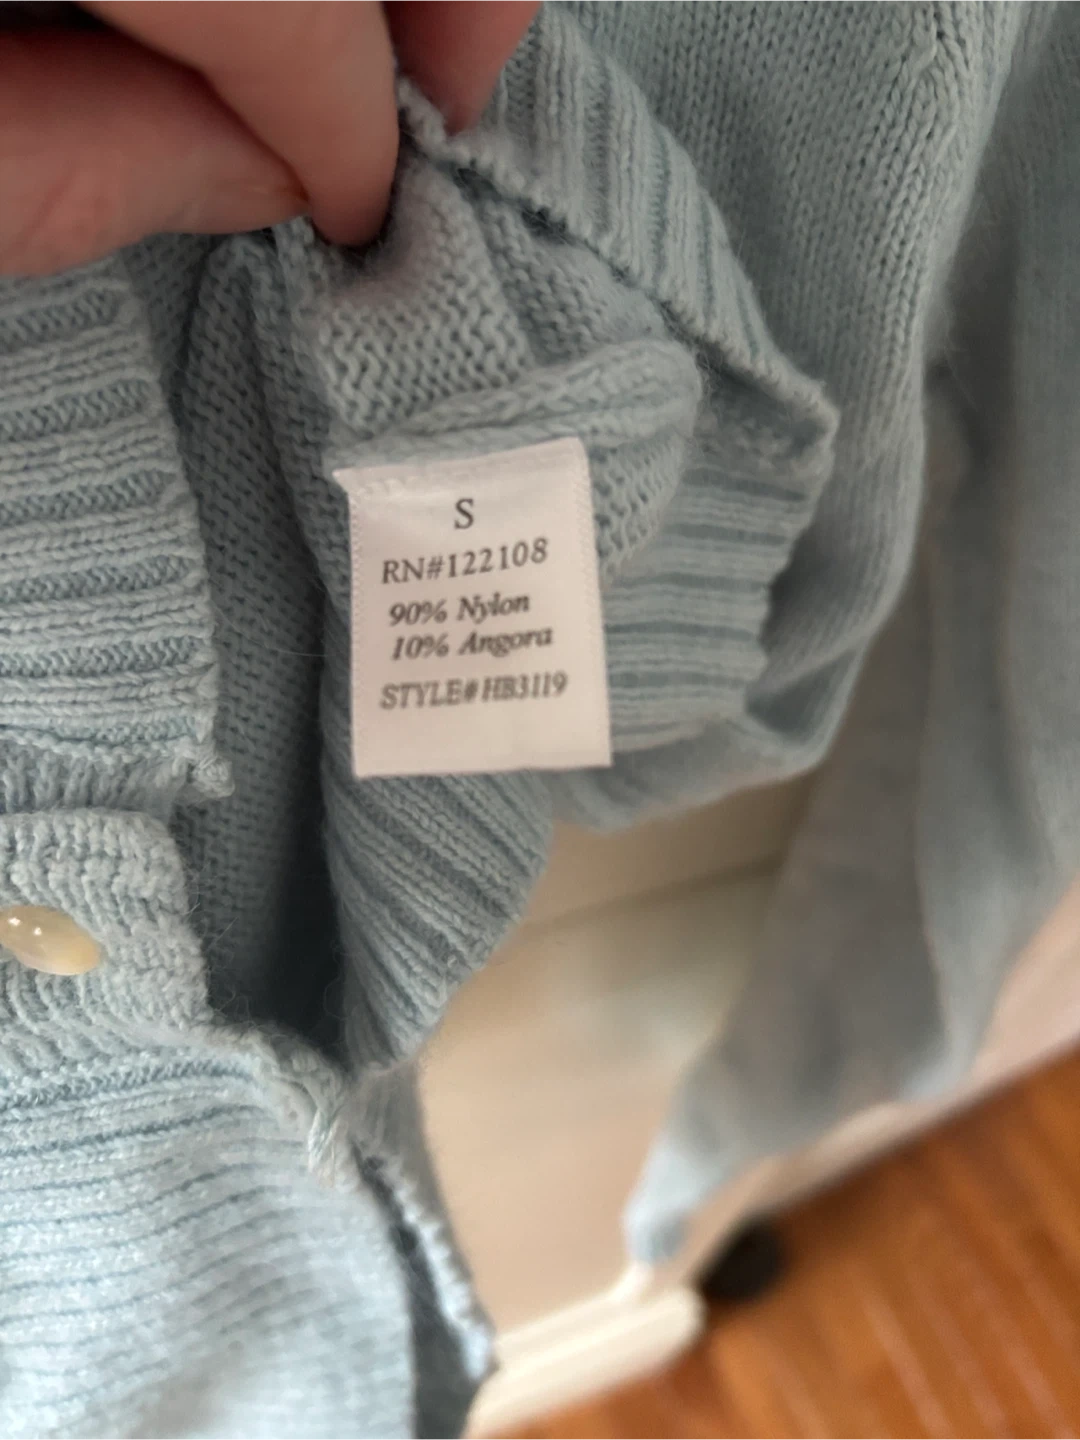 S
RN#122108
90% Nylon
10% Angora
STYLE#HB3119